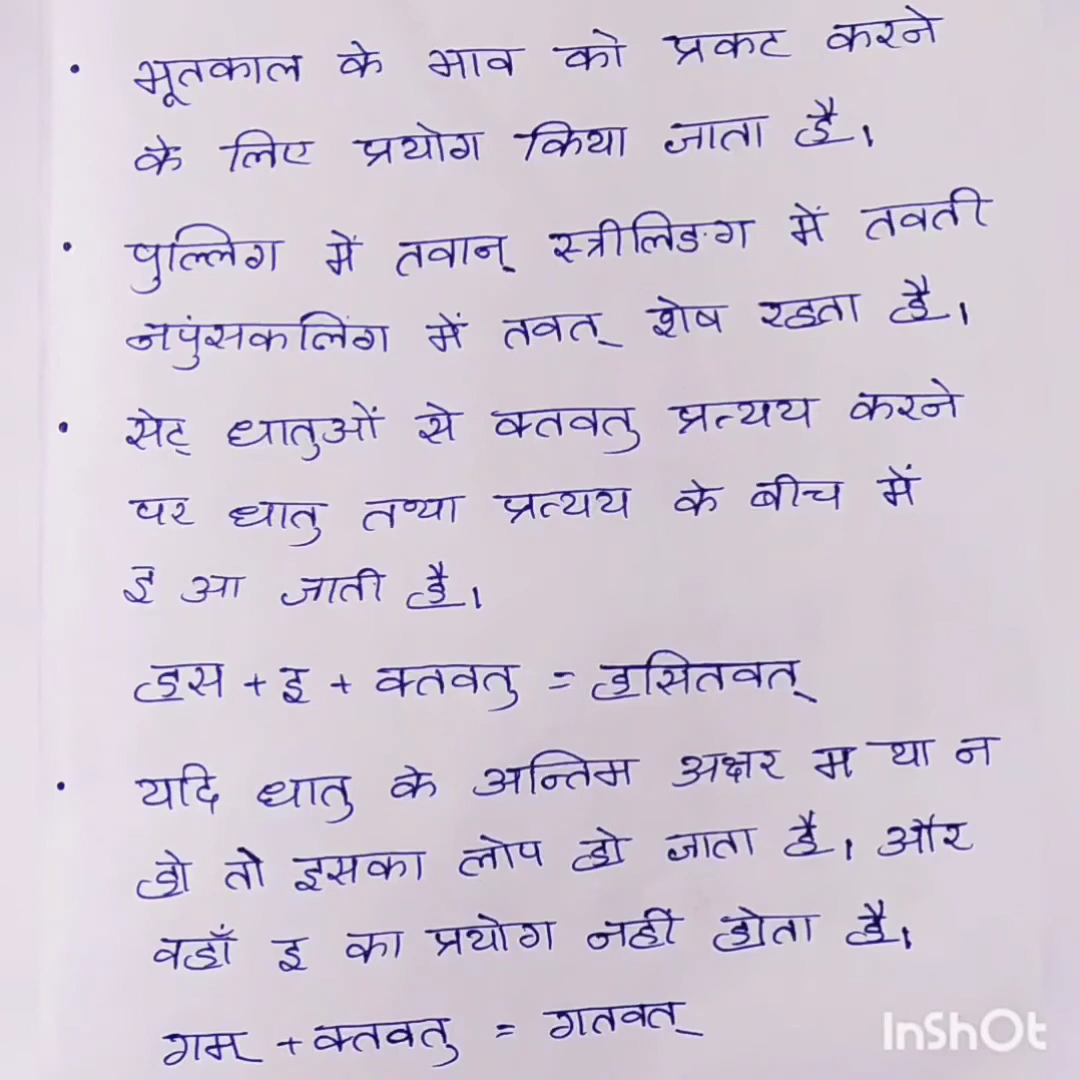 • भूतकाल के भाव को प्रकट करने
के लिए प्रयोग किया जाता है।
• पुल्लिग में तवान् स्त्रीलिङग में तवती
नपुंसकलिंग में तवत् शेष रहता है।
• सेट् धातुओं से क्तवतु प्रत्यय करने
पर धातु तथा प्रत्यय के बीच में
इ आ जाती है।
हस + इ + क्तवतु = हसितवत्
• यदि धातु के अन्तिम अक्षर म या न
हो तो इसका लोप हो जाता है। और
वहाँ इ का प्रयोग नहीं होता है।
गम् + क्तवतु = गतवत्
InShOt